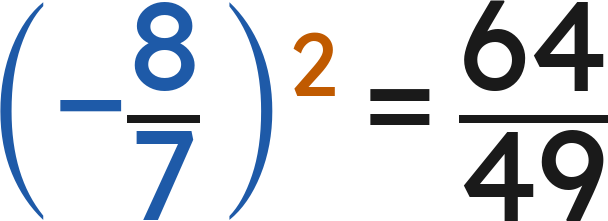 (−8/7)² = 64/49